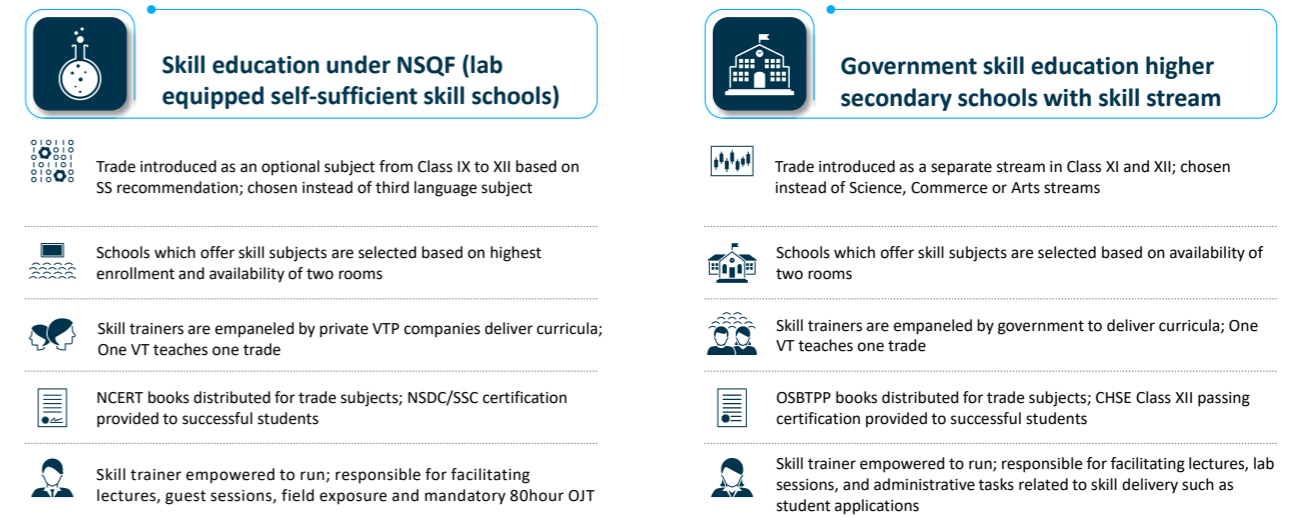 Skill education under NSQF (lab
equipped self-sufficient skill schools)
Trade introduced as an optional subject from Class IX to XII based on
SS recommendation; chosen instead of third language subject
Schools which offer skill subjects are selected based on highest
enrollment and availability of two rooms
Skill trainers are empaneled by private VTP companies deliver curricula;
One VT teaches one trade
NCERT books distributed for trade subjects; NSDC/SSC certification
provided to successful students
Skill trainer empowered to run; responsible for facilitating
lectures, guest sessions, field exposure and mandatory 80hour OJT
Government skill education higher
secondary schools with skill stream
Trade introduced as a separate stream in Class XI and XII; chosen
instead of Science, Commerce or Arts streams
Schools which offer skill subjects are selected based on availability of
two rooms
Skill trainers are empaneled by government to deliver curricula; One
VT teaches one trade
OSBTPP books distributed for trade subjects; CHSE Class XII passing
certification provided to successful students
Skill trainer empowered to run; responsible for facilitating lectures, lab
sessions, and administrative tasks related to skill delivery such as
student applications